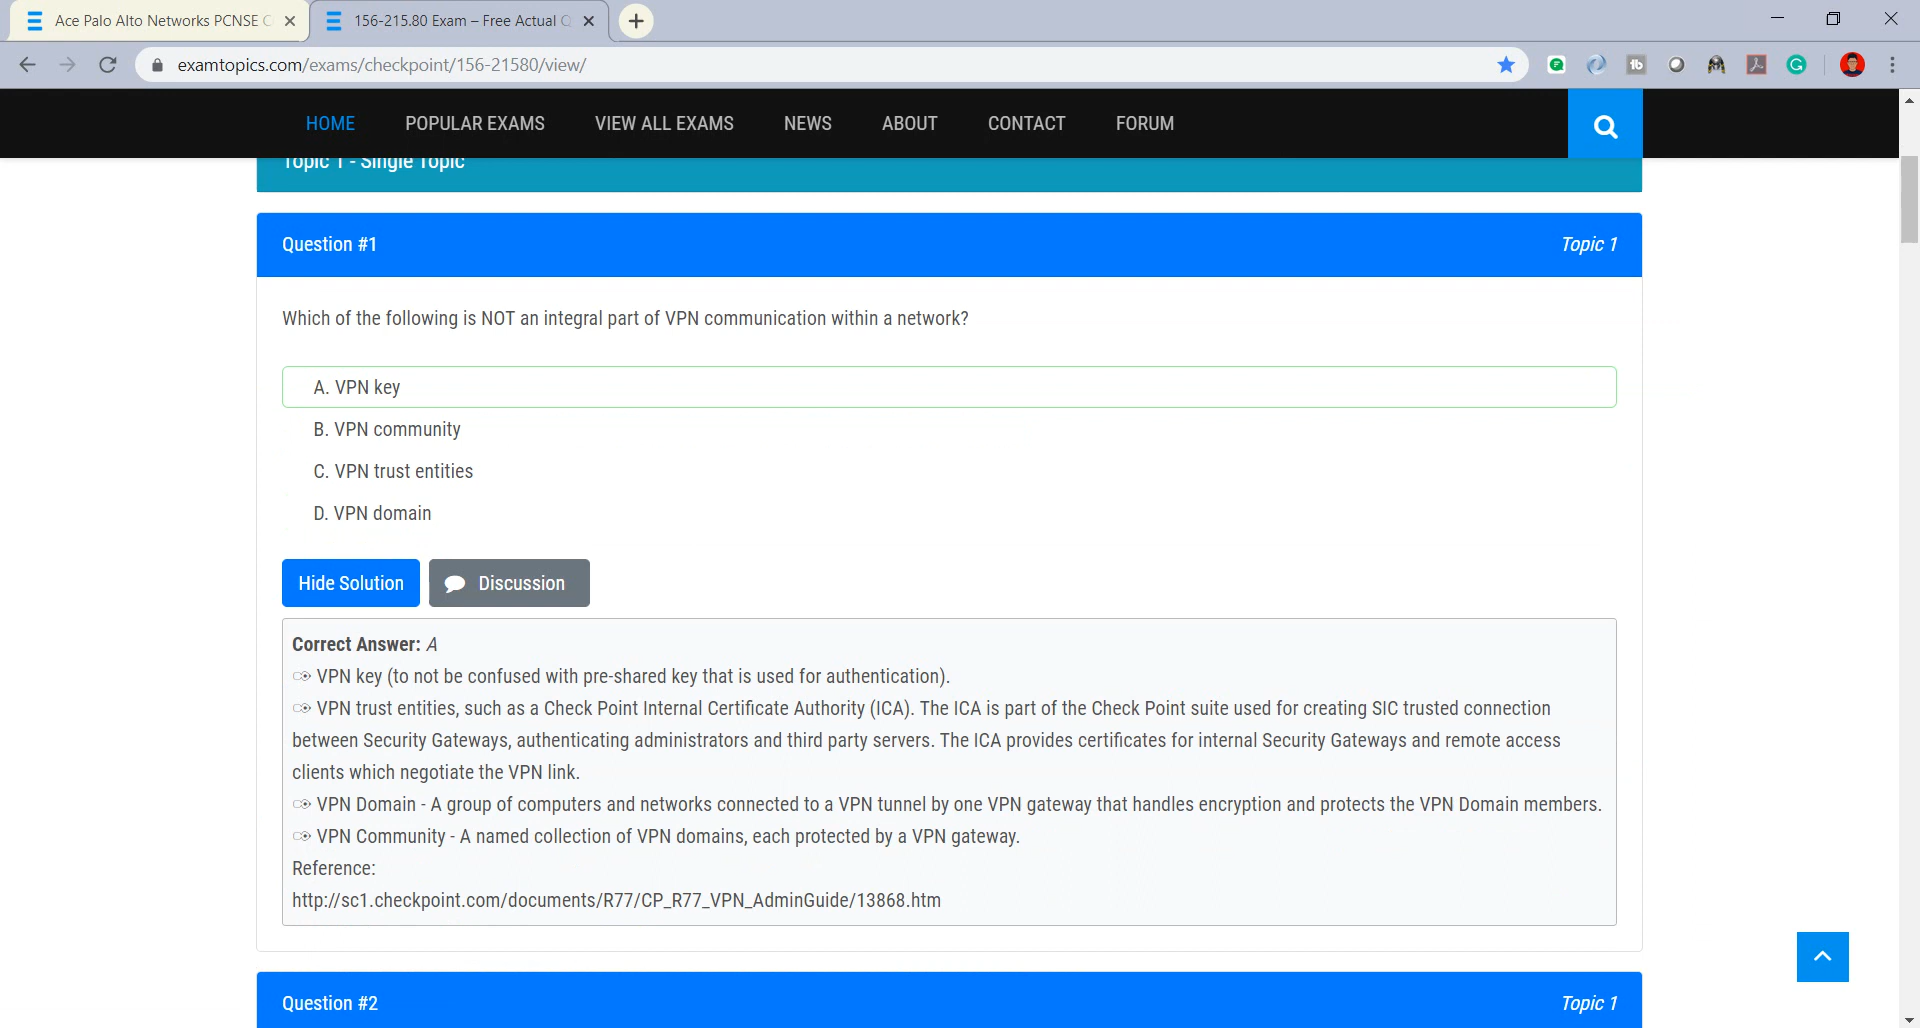 Ace Palo Alto Networks PCNSE C
156-215.80 Exam – Free Actual Q
examtopics.com/exams/checkpoint/156-21580/view/
HOME
POPULAR EXAMS
VIEW ALL EXAMS
NEWS
ABOUT
CONTACT
FORUM
Topic 1 - Single Topic
Question #1
Topic 1
Which of the following is NOT an integral part of VPN communication within a network?
A. VPN key
B. VPN community
C. VPN trust entities
D. VPN domain
Hide Solution
Discussion
Correct Answer: A
VPN key (to not be confused with pre-shared key that is used for authentication).
VPN trust entities, such as a Check Point Internal Certificate Authority (ICA). The ICA is part of the Check Point suite used for creating SIC trusted connection
between Security Gateways, authenticating administrators and third party servers. The ICA provides certificates for internal Security Gateways and remote access
clients which negotiate the VPN link.
VPN Domain - A group of computers and networks connected to a VPN tunnel by one VPN gateway that handles encryption and protects the VPN Domain members.
VPN Community - A named collection of VPN domains, each protected by a VPN gateway.
Reference:
http://sc1.checkpoint.com/documents/R77/CP_R77_VPN_AdminGuide/13868.htm
Question #2
Topic 1